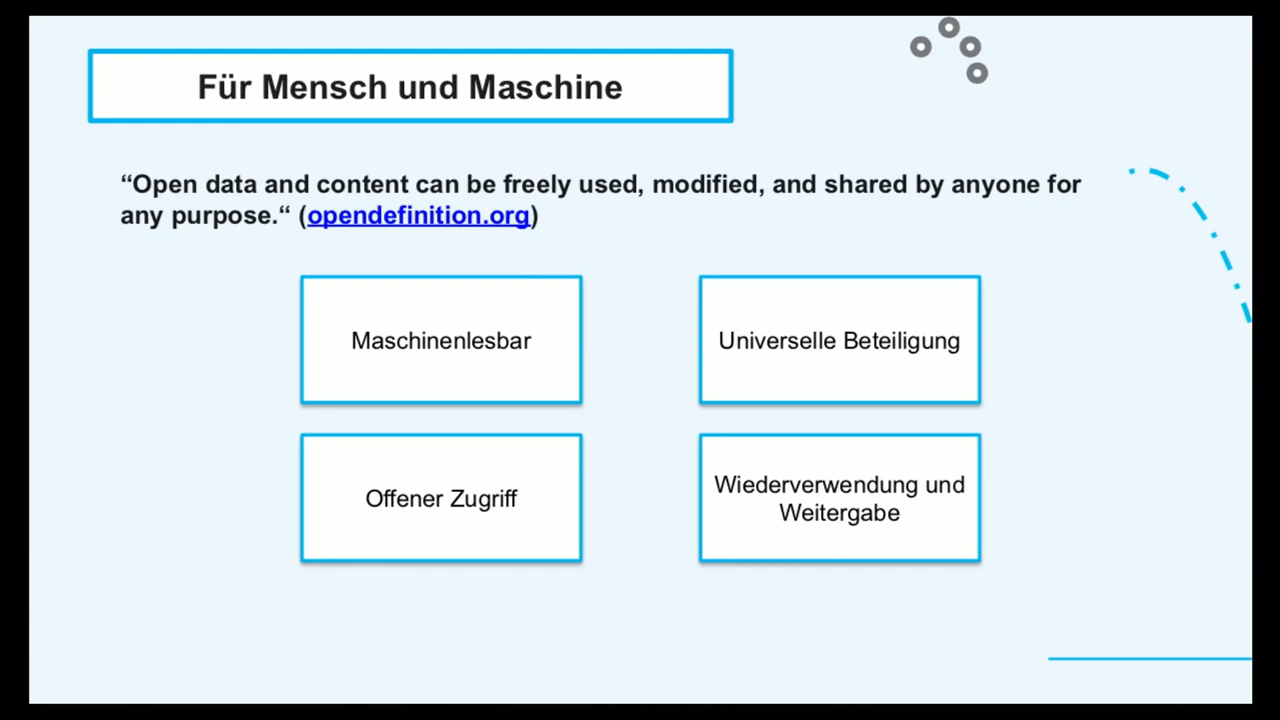 Für Mensch und Maschine
“Open data and content can be freely used, modified, and shared by anyone for
any purpose.“ (opendefinition.org)
Maschinenlesbar
Universelle Beteiligung
Offener Zugriff
Wiederverwendung und
Weitergabe